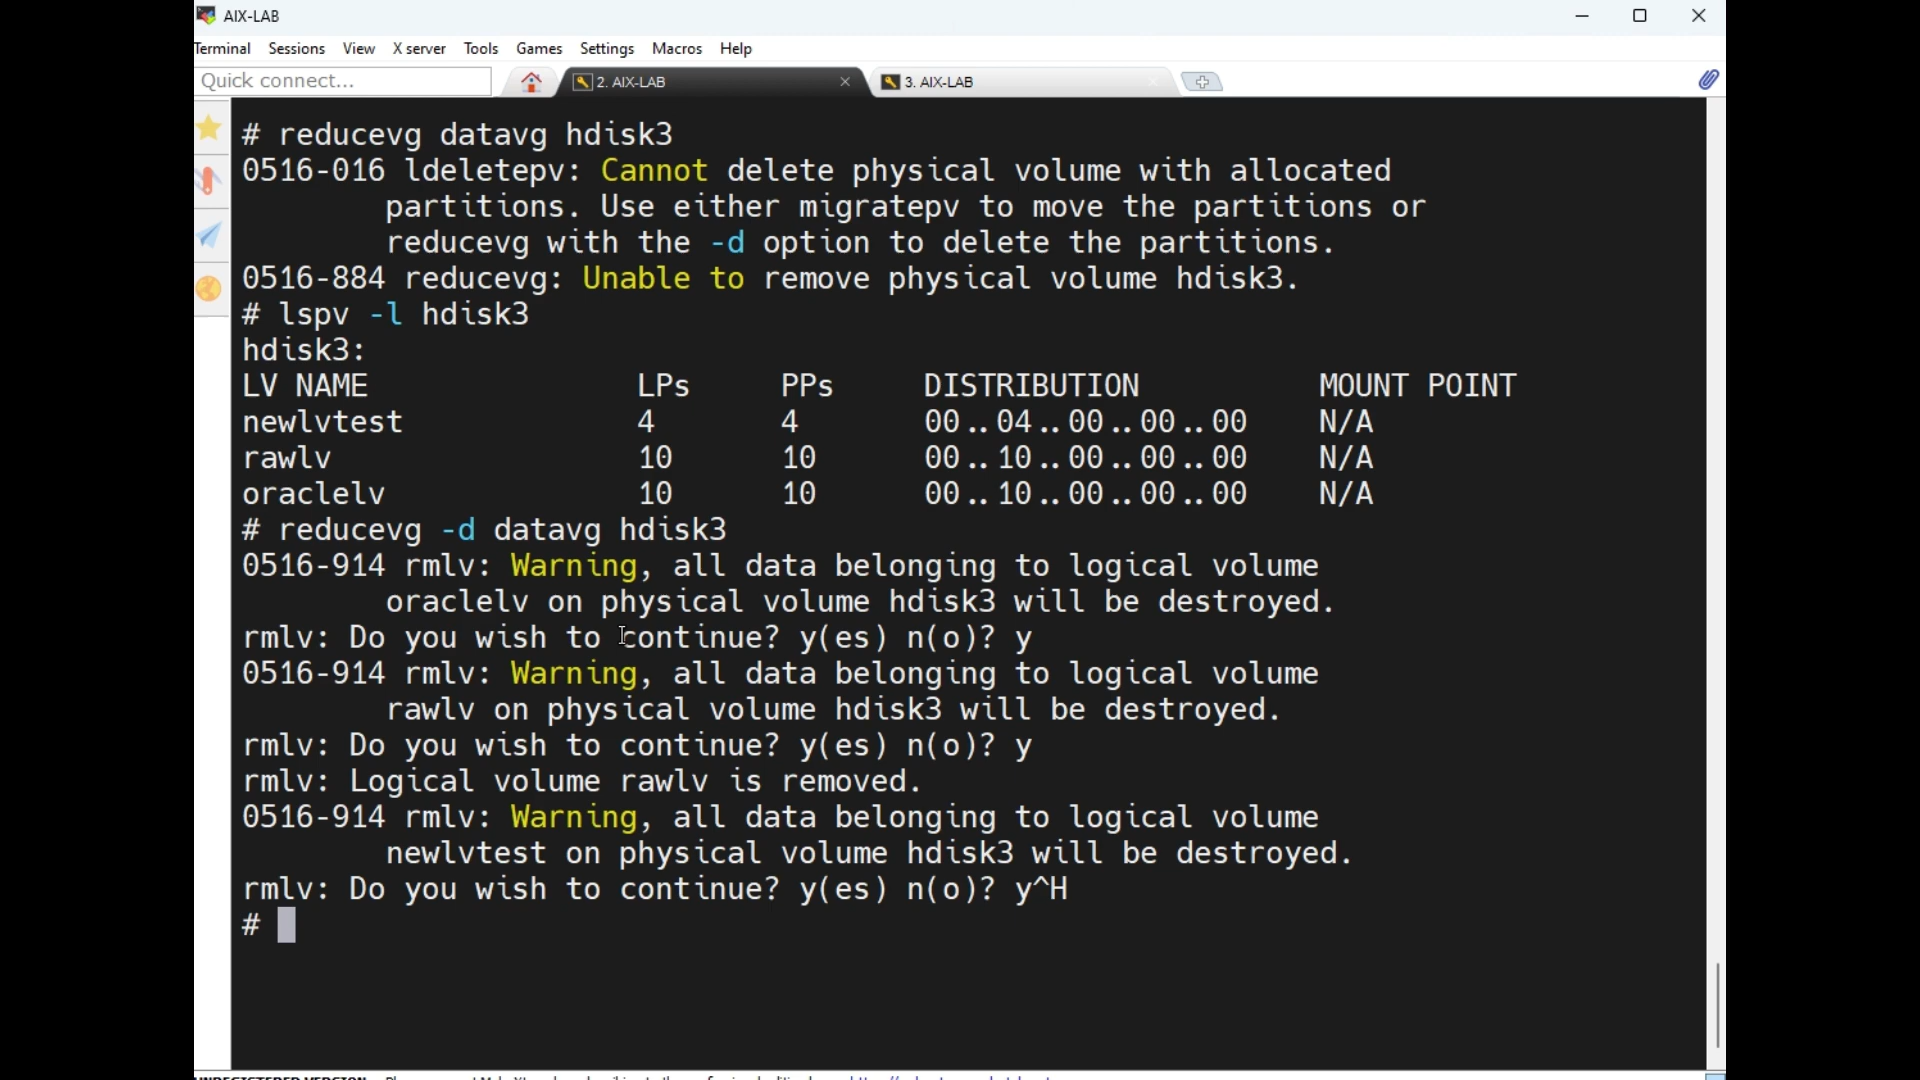 AIX-LAB
Terminal Sessions View X server Tools Games Settings Macros Help
Quick connect...
2. AIX-LAB
3. AIX-LAB
# reducevg datavg hdisk3
0516-016 ldeletepv: Cannot delete physical volume with allocated
partitions. Use either migratepv to move the partitions or
reducevg with the -d option to delete the partitions.
0516-884 reducevg: Unable to remove physical volume hdisk3.
# lspv -l hdisk3
hdisk3:
LV NAME LPs PPs DISTRIBUTION MOUNT POINT
newlvtest 4 4 00..04..00..00..00 N/A
rawlv 10 10 00..10..00..00..00 N/A
oraclelv 10 10 00..10..00..00..00 N/A
# reducevg -d datavg hdisk3
0516-914 rmlv: Warning, all data belonging to logical volume
oraclelv on physical volume hdisk3 will be destroyed.
rmlv: Do you wish to continue? y(es) n(o)? y
0516-914 rmlv: Warning, all data belonging to logical volume
rawlv on physical volume hdisk3 will be destroyed.
rmlv: Do you wish to continue? y(es) n(o)? y
rmlv: Logical volume rawlv is removed.
0516-914 rmlv: Warning, all data belonging to logical volume
newlvtest on physical volume hdisk3 will be destroyed.
rmlv: Do you wish to continue? y(es) n(o)? y^H
#
UNREGISTERED VERSION